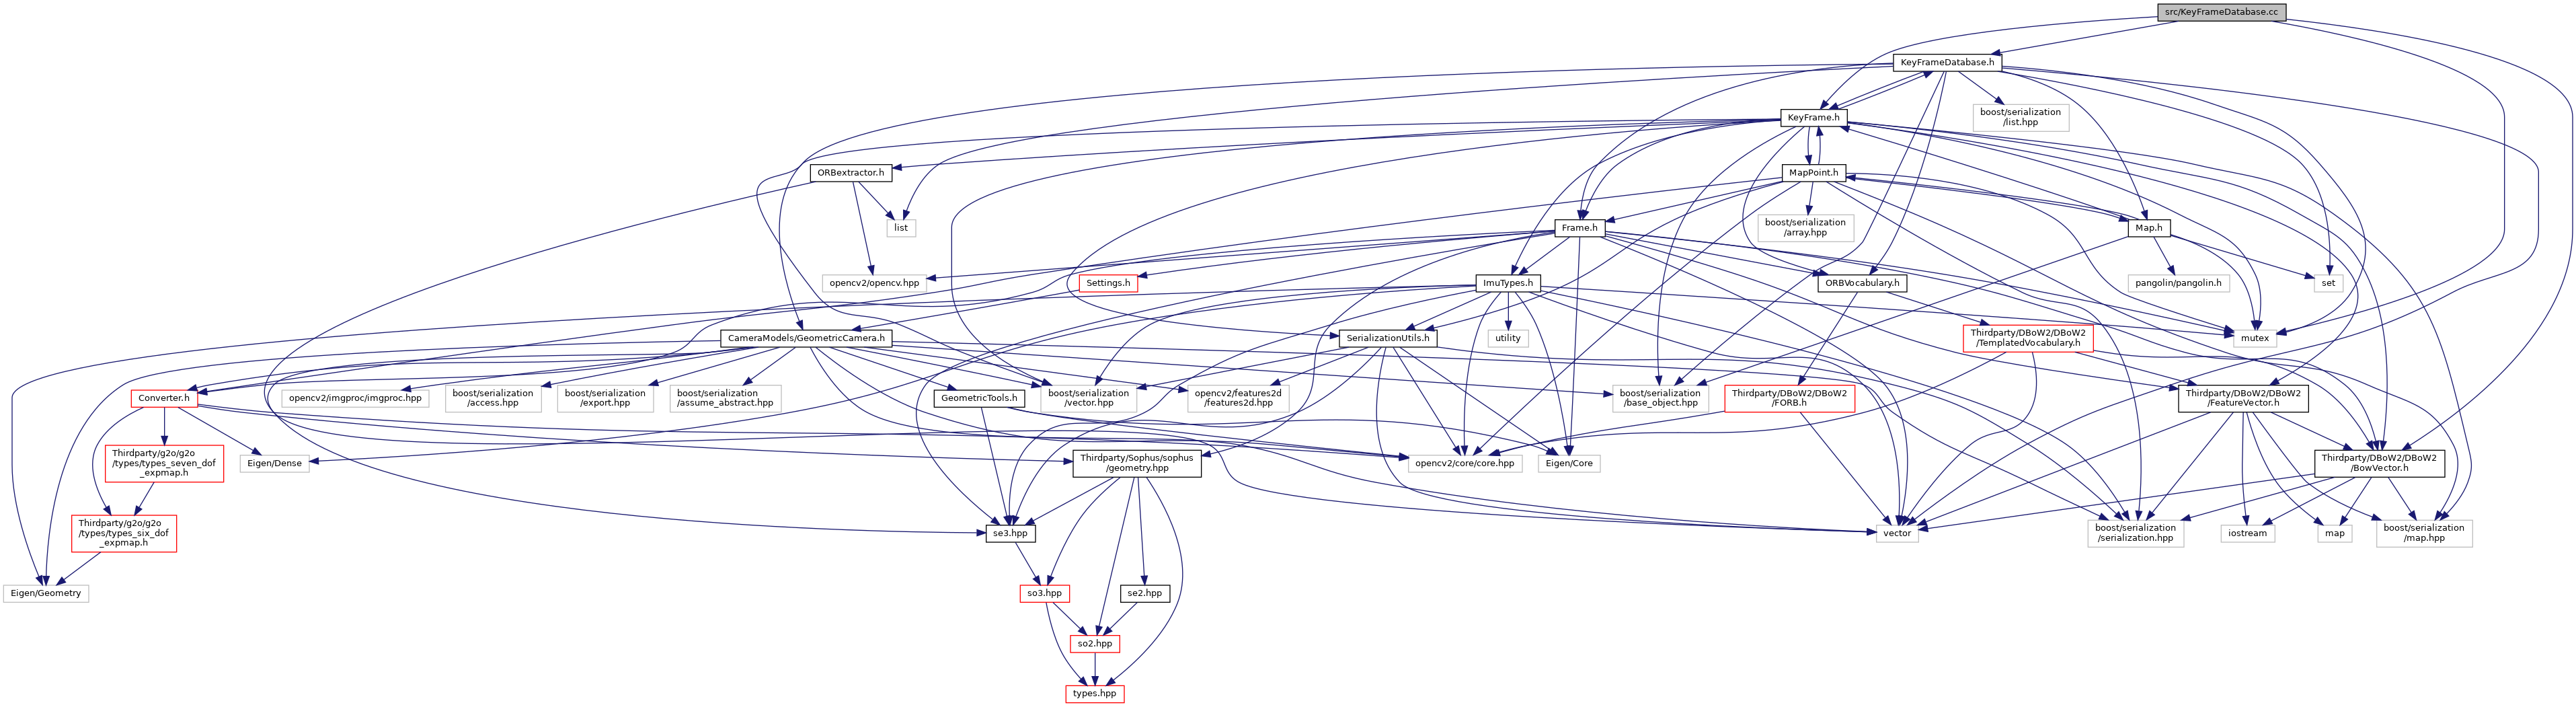 src/KeyFrameDatabase.cc
KeyFrameDatabase.h
KeyFrame.h
boost/serialization
/list.hpp
ORBextractor.h
MapPoint.h
list
boost/serialization
/array.hpp
Frame.h
Map.h
opencv2/opencv.hpp
Settings.h
ImuTypes.h
ORBVocabulary.h
pangolin/pangolin.h
set
CameraModels/GeometricCamera.h
SerializationUtils.h
utility
Thirdparty/DBoW2/DBoW2
/TemplatedVocabulary.h
mutex
Converter.h
opencv2/imgproc/imgproc.hpp
boost/serialization
/access.hpp
boost/serialization
/export.hpp
boost/serialization
/assume_abstract.hpp
GeometricTools.h
boost/serialization
/vector.hpp
opencv2/features2d
/features2d.hpp
boost/serialization
/base_object.hpp
Thirdparty/DBoW2/DBoW2
/FORB.h
Thirdparty/DBoW2/DBoW2
/FeatureVector.h
Thirdparty/g2o/g2o
/types/types_seven_dof
_expmap.h
Eigen/Dense
Thirdparty/Sophus/sophus
/geometry.hpp
opencv2/core/core.hpp
Eigen/Core
Thirdparty/DBoW2/DBoW2
/BowVector.h
Thirdparty/g2o/g2o
/types/types_six_dof
_expmap.h
se3.hpp
vector
boost/serialization
/serialization.hpp
iostream
map
boost/serialization
/map.hpp
Eigen/Geometry
so3.hpp
se2.hpp
so2.hpp
types.hpp